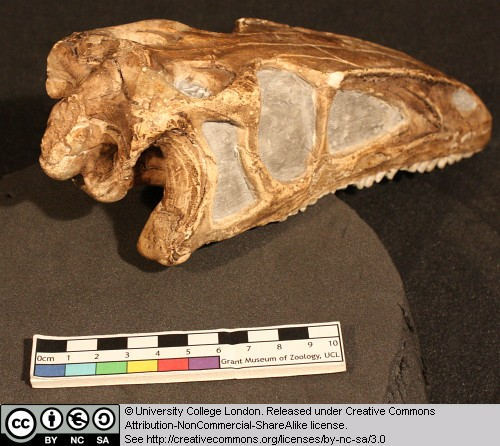 0cm 1 2 3 4 5 6 7 8 9 10
Grant Museum of Zoology, UCL
cc BY NC SA
© University College London. Released under Creative Commons
Attribution-NonCommercial-ShareAlike license.
See http://creativecommons.org/licenses/by-nc-sa/3.0